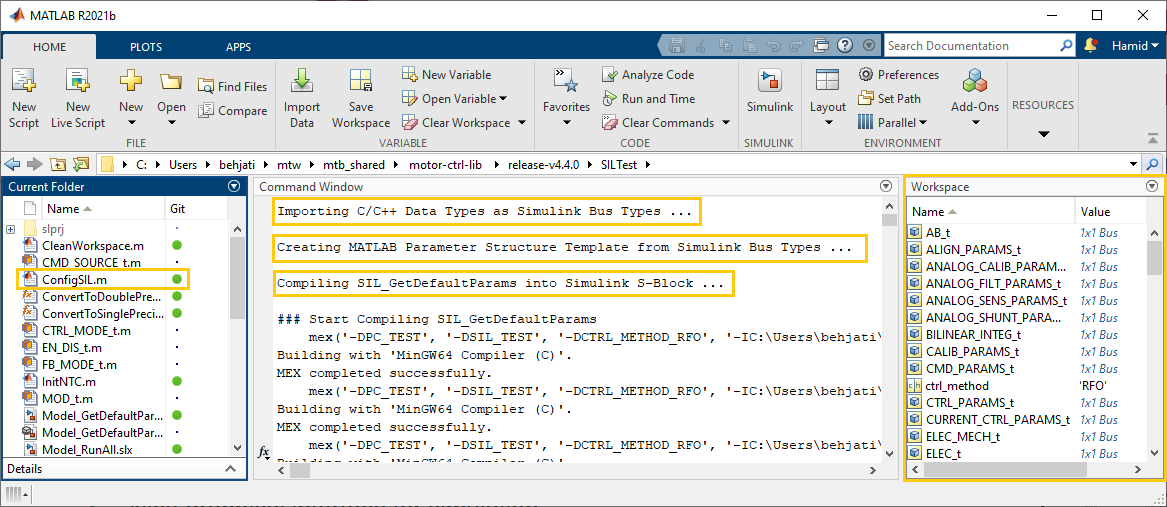 MATLAB R2021b
HOME PLOTS APPS
Search Documentation
Hamid
New Script
New Live Script
New
Open
Find Files
Compare
FILE
Import Data
Save Workspace
New Variable
Open Variable
Clear Workspace
VARIABLE
Favorites
Analyze Code
Run and Time
Clear Commands
CODE
Simulink
SIMULINK
Layout
Preferences
Set Path
Parallel
ENVIRONMENT
Add-Ons
RESOURCES
C: Users behjati mtw mtb_shared motor-ctrl-lib release-v4.4.0 SILTest
Current Folder
Name Git
slprj
CleanWorkspace.m
CMD_SOURCE_t.m
ConfigSIL.m
ConvertToDoublePre...
ConvertToSinglePreci...
CTRL_MODE_t.m
EN_DIS_t.m
FB_MODE_t.m
InitNTC.m
MOD_t.m
Model_GetDefaultPar...
Model_GetDefaultPar...
Model_RunAll.slx
Details
Command Window
Importing C/C++ Data Types as Simulink Bus Types ...
Creating MATLAB Parameter Structure Template from Simulink Bus Types ...
Compiling SIL_GetDefaultParams into Simulink S-Block ...
### Start Compiling SIL_GetDefaultParams
mex('-DPC_TEST', '-DSIL_TEST', '-DCTRL_METHOD_RFO', '-IC:\Users\behjati\
Building with 'MinGW64 Compiler (C)'.
MEX completed successfully.
mex('-DPC_TEST', '-DSIL_TEST', '-DCTRL_METHOD_RFO', '-IC:\Users\behjati\
Building with 'MinGW64 Compiler (C)'.
MEX completed successfully.
mex('-DPC_TEST', '-DSIL_TEST', '-DCTRL_METHOD_RFO', '-IC:\Users\behjati\
Building with 'MinGW64 Compiler (C)'.
fx
Workspace
Name Value
AB_t 1x1 Bus
ALIGN_PARAMS_t 1x1 Bus
ANALOG_CALIB_PARAM... 1x1 Bus
ANALOG_FILT_PARAMS_t 1x1 Bus
ANALOG_SENS_PARAMS_t 1x1 Bus
ANALOG_SHUNT_PARA... 1x1 Bus
BILINEAR_INTEG_t 1x1 Bus
CALIB_PARAMS_t 1x1 Bus
CMD_PARAMS_t 1x1 Bus
ctrl_method 'RFO'
CTRL_PARAMS_t 1x1 Bus
CURRENT_CTRL_PARAMS_t 1x1 Bus
ELEC_MECH_t 1x1 Bus
ELEC_t 1x1 Bus